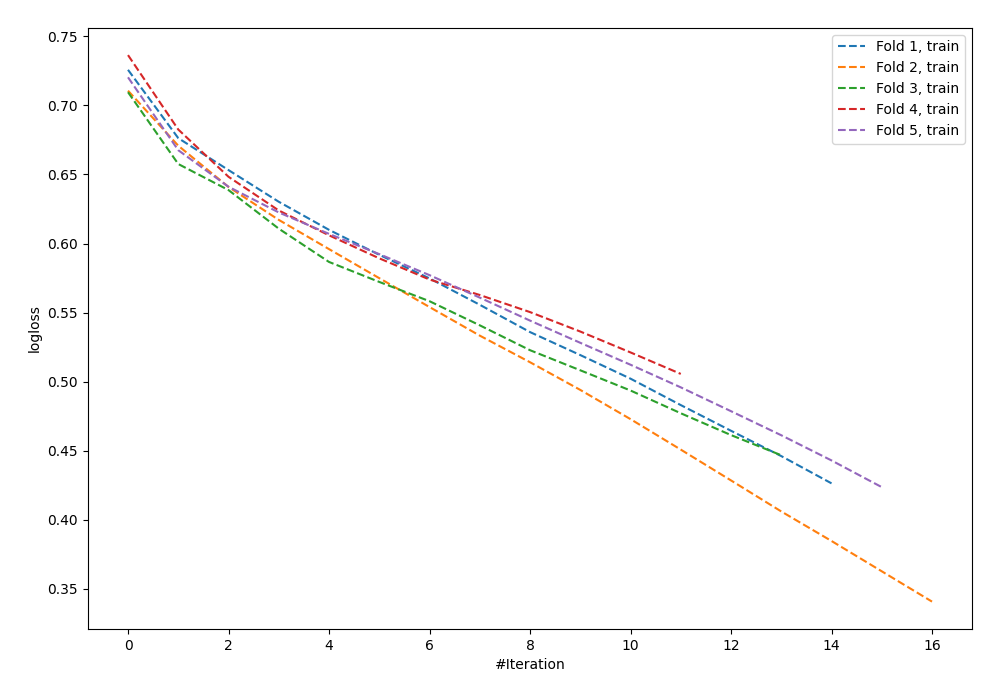 0.75
0.70
0.65
0.60
0.55
0.50
0.45
0.40
0.35
logloss
0 2 4 6 8 10 12 14 16
#Iteration
Fold 1, train
Fold 2, train
Fold 3, train
Fold 4, train
Fold 5, train